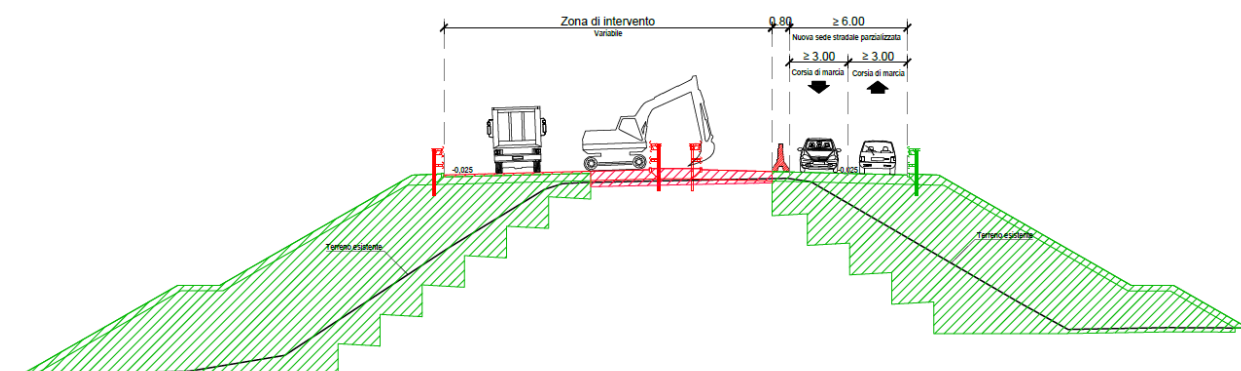 Zona di intervento
Variabile
0.80
≥ 6.00
Nuova sede stradale parzializzata
≥ 3.00
≥ 3.00
Corsia di marcia
Corsia di marcia
-0,025
-0,025
Terreno esistente
Terreno esistente